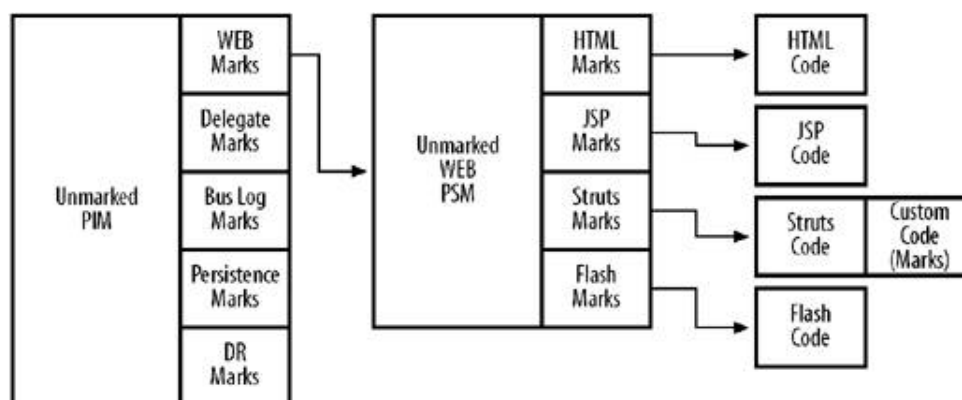 Unmarked
PIM
WEB
Marks
Delegate
Marks
Bus Log
Marks
Persistence
Marks
DR
Marks
Unmarked
WEB
PSM
HTML
Marks
JSP
Marks
Struts
Marks
Flash
Marks
HTML
Code
JSP
Code
Struts
Code
Custom
Code
(Marks)
Flash
Code